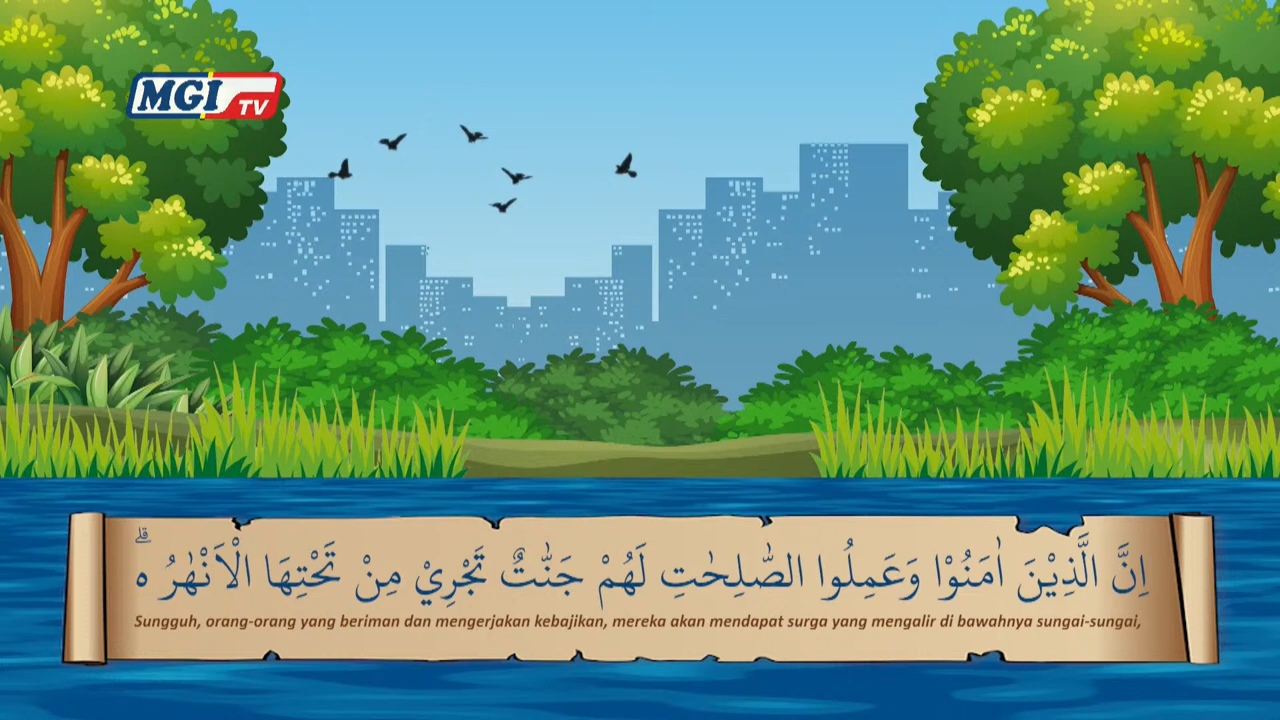 MGI TV
اِنَّ الَّذِيْنَ اٰمَنُوْا وَعَمِلُوا الصّٰلِحٰتِ لَهُمْ جَنّٰتٌ تَجْرِيْ مِنْ تَحْتِهَا الْاَنْهٰرُ ەۗ
Sungguh, orang-orang yang beriman dan mengerjakan kebajikan, mereka akan mendapat surga yang mengalir di bawahnya sungai-sungai,